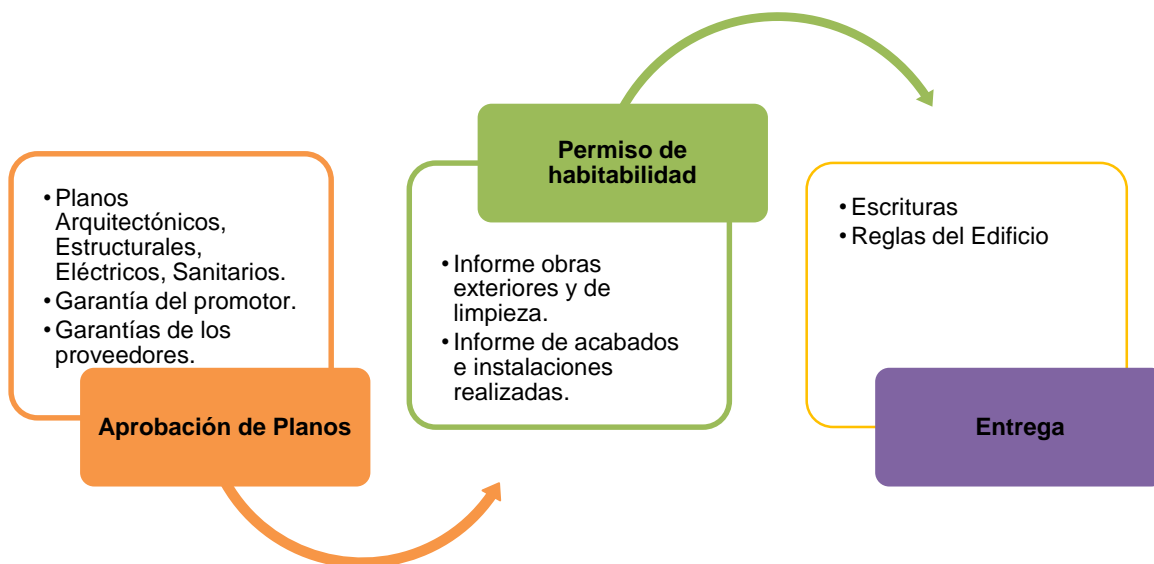 • Planos
Arquitectónicos,
Estructurales,
Eléctricos, Sanitarios.
• Garantía del promotor.
• Garantías de los
proveedores.
Aprobación de Planos
Permiso de
habitabilidad
• Informe obras
exteriores y de
limpieza.
• Informe de acabados
e instalaciones
realizadas.
• Escrituras
• Reglas del Edificio
Entrega